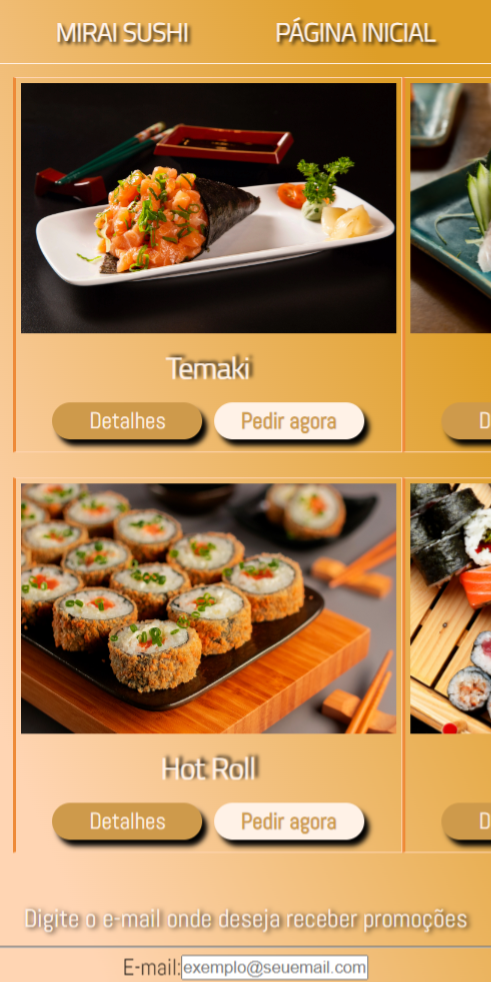 MIRAI SUSHI PÁGINA INICIAL
Temaki
Detalhes Pedir agora D
Hot Roll
Detalhes Pedir agora D
Digite o e-mail onde deseja receber promoções
E-mail: exemplo@seuemail.com